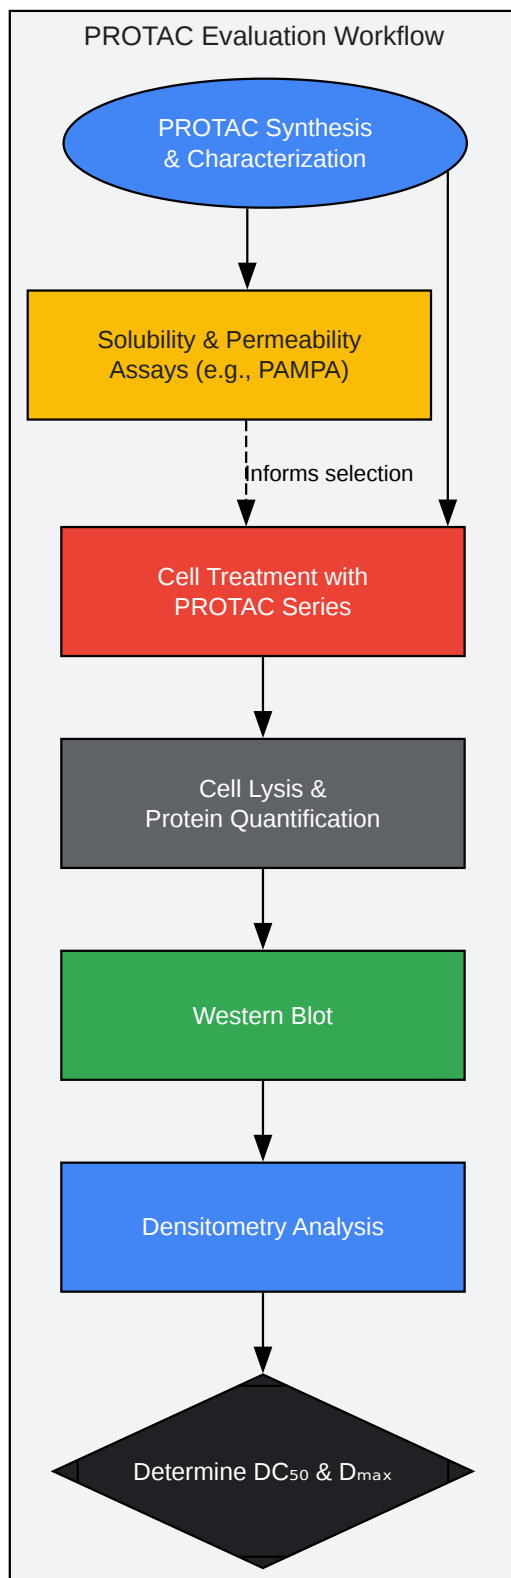 PROTAC Evaluation Workflow
PROTAC Synthesis
& Characterization
Solubility & Permeability
Assays (e.g., PAMPA)
Informs selection
Cell Treatment with
PROTAC Series
Cell Lysis &
Protein Quantification
Western Blot
Densitometry Analysis
Determine DC₅₀ & Dₘₐₓ